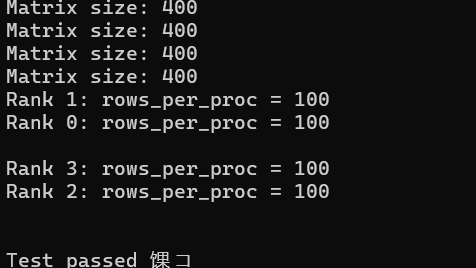 Matrix size: 400
Matrix size: 400
Matrix size: 400
Matrix size: 400
Rank 1: rows_per_proc = 100
Rank 0: rows_per_proc = 100
Rank 3: rows_per_proc = 100
Rank 2: rows_per_proc = 100
Test passed 馃コ